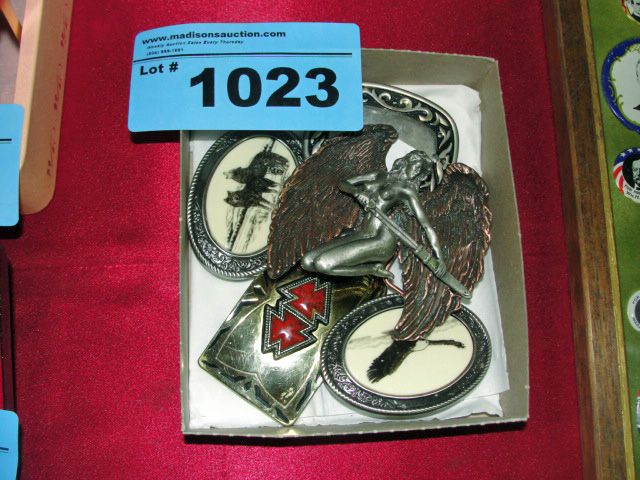 www.madisonsauction.com
Weekly Auction Sales Every Thursday
Lot # 1023